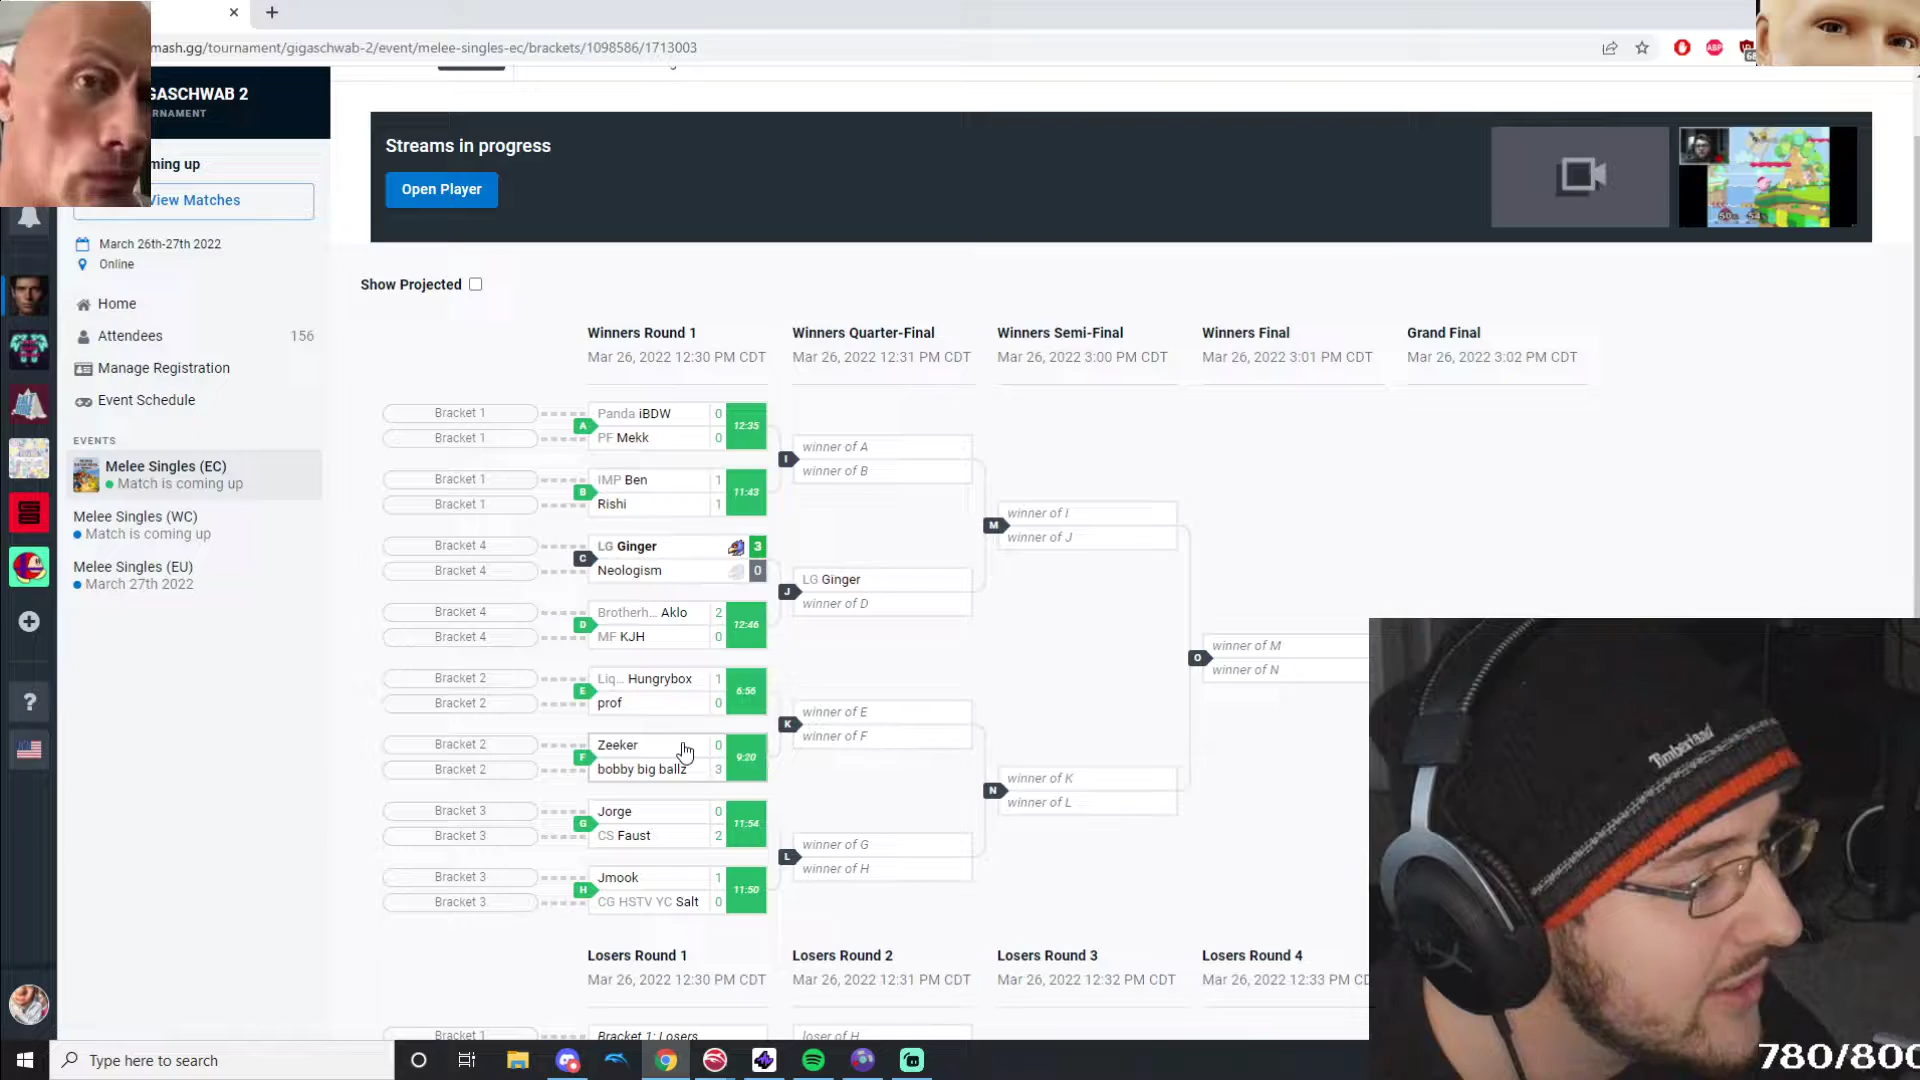 mash.gg/tournament/gigaschwab-2/event/melee-singles-ec/brackets/1098586/1713003
GASCHWAB 2
RNAMENT
ming up
View Matches
March 26th-27th 2022
Online
Home
Attendees 156
Manage Registration
Event Schedule
EVENTS
Melee Singles (EC)
Match is coming up
Melee Singles (WC)
Match is coming up
Melee Singles (EU)
March 27th 2022
Streams in progress
Open Player
Show Projected
Winners Round 1
Mar 26, 2022 12:30 PM CDT
Winners Quarter-Final
Mar 26, 2022 12:31 PM CDT
Winners Semi-Final
Mar 26, 2022 3:00 PM CDT
Winners Final
Mar 26, 2022 3:01 PM CDT
Grand Final
Mar 26, 2022 3:02 PM CDT
Bracket 1
Bracket 1
A
Panda iBDW 0
PF Mekk 0
12:35
Bracket 1
Bracket 1
B
IMP Ben 1
Rishi 1
11:43
Bracket 4
Bracket 4
C
LG Ginger 3
Neologism 0
Bracket 4
Bracket 4
D
Brotherh... Aklo 2
MF KJH 0
12:46
Bracket 2
Bracket 2
E
Liq... Hungrybox 1
prof 0
6:56
Bracket 2
Bracket 2
F
Zeeker 0
bobby big ballz 3
9:20
Bracket 3
Bracket 3
G
Jorge 0
CS Faust 2
11:54
Bracket 3
Bracket 3
H
Jmook 1
CG HSTV YC Salt 0
11:50
I
winner of A
winner of B
J
LG Ginger
winner of D
K
winner of E
winner of F
L
winner of G
winner of H
M
winner of I
winner of J
N
winner of K
winner of L
O
winner of M
winner of N
Losers Round 1
Mar 26, 2022 12:30 PM CDT
Losers Round 2
Mar 26, 2022 12:31 PM CDT
Losers Round 3
Mar 26, 2022 12:32 PM CDT
Losers Round 4
Mar 26, 2022 12:33 PM CD
Bracket 1
Bracket 1: Losers
loser of H
Timberland
Type here to search
780/800
ABP